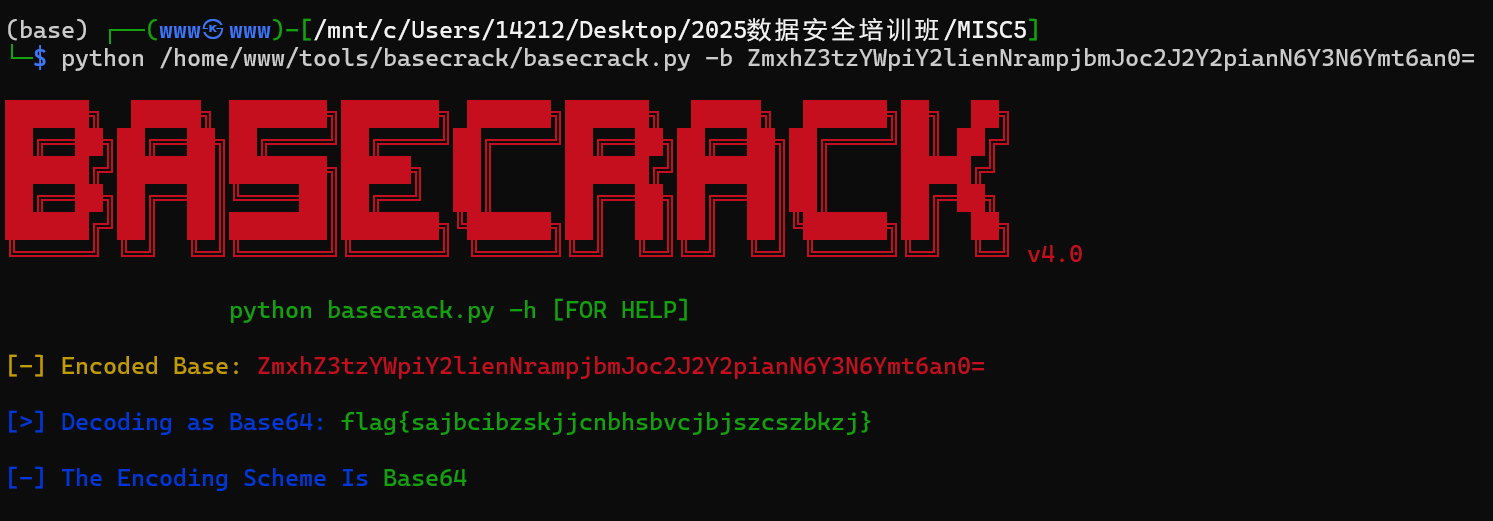 (base) ┌──(www㉿www)-[/mnt/c/Users/14212/Desktop/2025数据安全培训班/MISC5]
└─$ python /home/www/tools/basecrack/basecrack.py -b ZmxhZ3tzYWpiY2lienNrampjbmJoc2J2Y2pianN6Y3N6Ymt6an0=
BASECRACK v4.0
python basecrack.py -h [FOR HELP]
[-] Encoded Base: ZmxhZ3tzYWpiY2lienNrampjbmJoc2J2Y2pianN6Y3N6Ymt6an0=
[>] Decoding as Base64: flag{sajbcibzskjjcnbhsbvcjbjszcszbkzj}
[-] The Encoding Scheme Is Base64